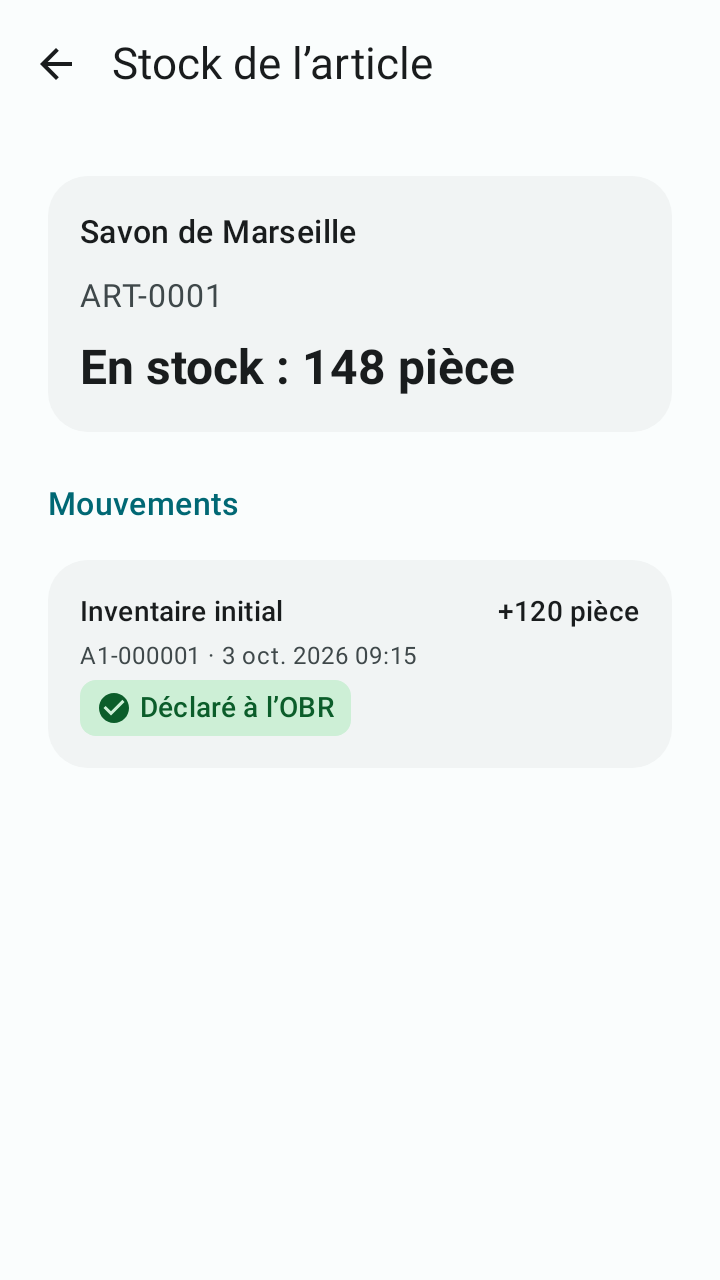 Stock de l’article
Savon de Marseille
ART-0001
En stock : 148 pièce
Mouvements
Inventaire initial +120 pièce
A1-000001 · 3 oct. 2026 09:15
Déclaré à l’OBR